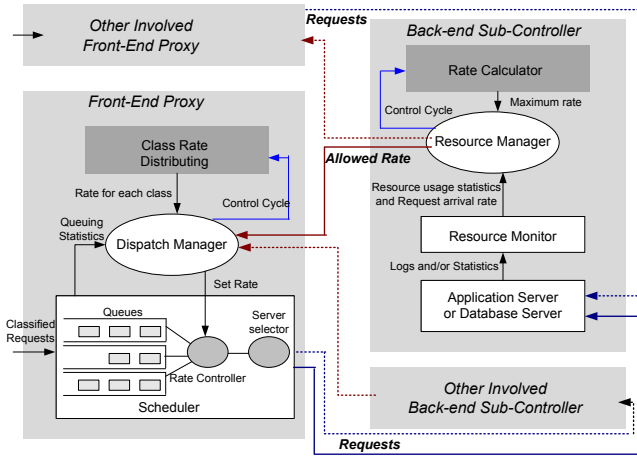 Other Involved
Front-End Proxy
Requests
Back-end Sub-Controller
Rate Calculator
Control Cycle
Maximum rate
Resource Manager
Allowed Rate
Resource usage statistics
and Request arrival rate
Resource Monitor
Logs and/or Statistics
Application Server
or Database Server
Front-End Proxy
Class Rate
Distributing
Rate for each class
Control Cycle
Queuing
Statistics
Dispatch Manager
Set Rate
Classified
Requests
Queues
Server
selector
Rate Controller
Scheduler
Other Involved
Back-end Sub-Controller
Requests